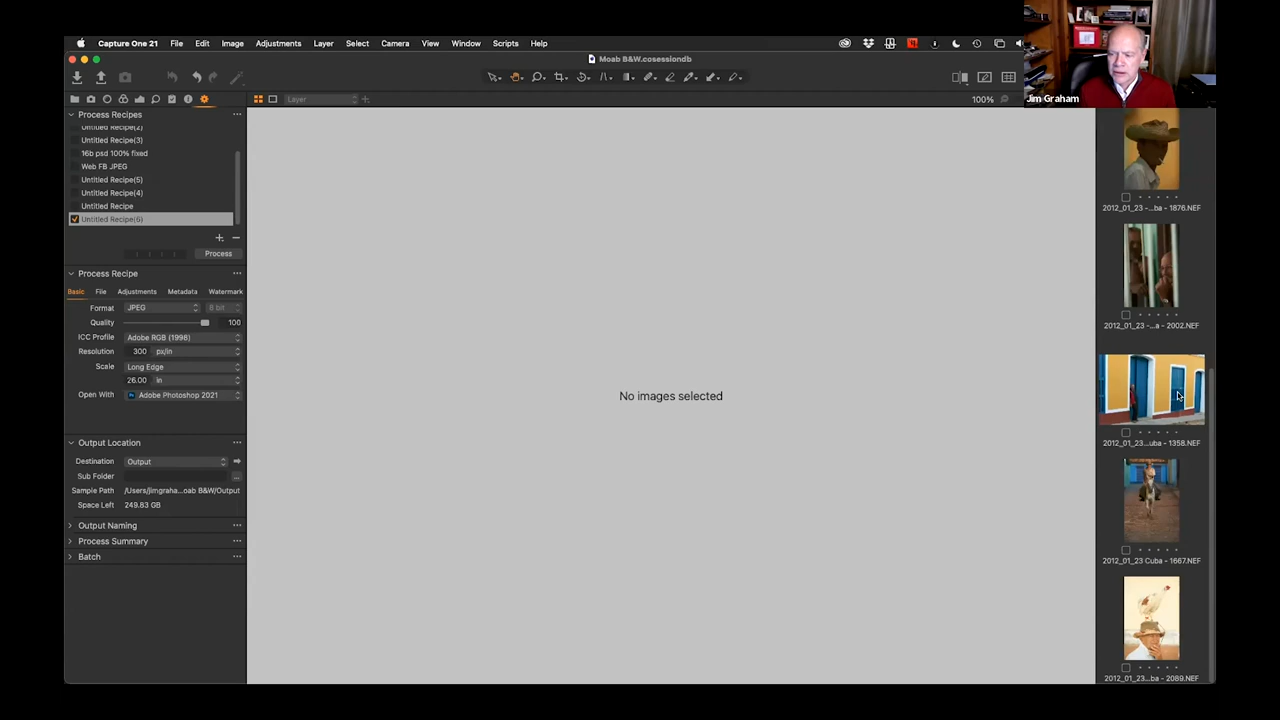 Capture One 21 File Edit Image Adjustments Layer Select Camera View Window Scripts Help
Moab B&W.cosessiondb
Jim Graham
Layer
100%
Process Recipes
Untitled Recipe(2)
Untitled Recipe(3)
16b psd 100% fixed
Web FB JPEG
Untitled Recipe(5)
Untitled Recipe(4)
Untitled Recipe
Untitled Recipe(6)
Process
Process Recipe
Basic File Adjustments Metadata Watermark
Format JPEG 8 bit
Quality 100
ICC Profile Adobe RGB (1998)
Resolution 300 px/in
Scale Long Edge
26.00 in
Open With Adobe Photoshop 2021
Output Location
Destination Output
Sub Folder
Sample Path /Users/jimgraha...oab B&W/Output
Space Left 249.83 GB
Output Naming
Process Summary
Batch
No images selected
2012_01_23 -...ba - 1876.NEF
2012_01_23 -...a - 2002.NEF
2012_01_23...uba - 1358.NEF
2012_01_23 Cuba - 1667.NEF
2012_01_23...ba - 2089.NEF